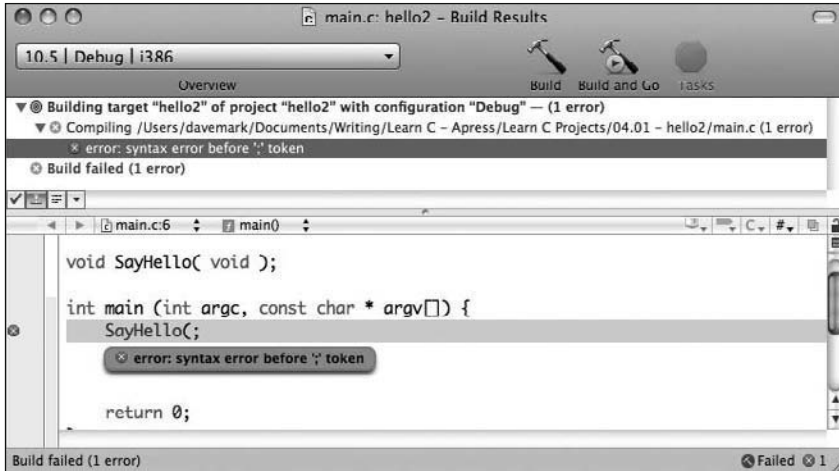 main.c: hello2 – Build Results
10.5 | Debug | i386
Overview
Build
Build and Go
Tasks
Building target "hello2" of project "hello2" with configuration "Debug" — (1 error)
Compiling /Users/davemark/Documents/Writing/Learn C – Apress/Learn C Projects/04.01 – hello2/main.c (1 error)
error: syntax error before ';' token
Build failed (1 error)
main.c:6
main()
C
#
void SayHello( void );
int main (int argc, const char * argv[]) {
SayHello(;
error: syntax error before ';' token
return 0;
Build failed (1 error)
Failed
1